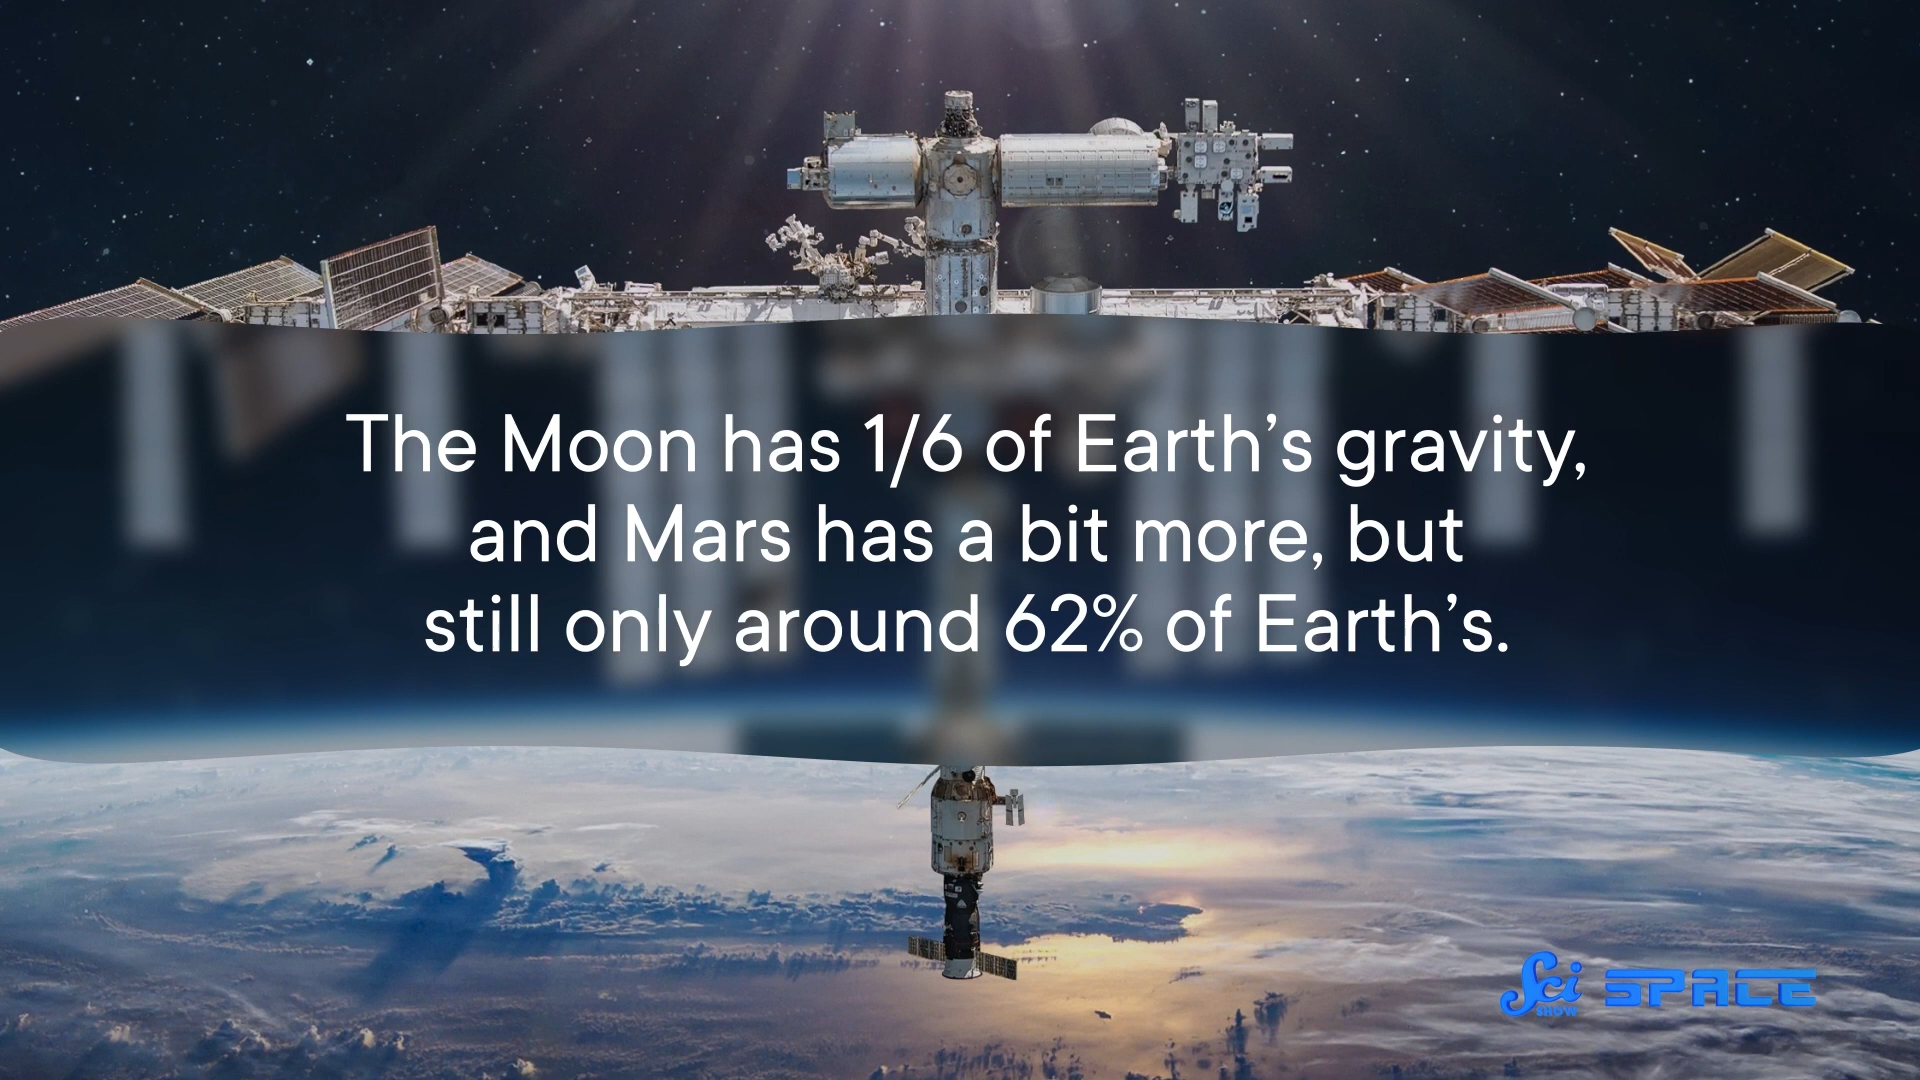 The Moon has 1/6 of Earth’s gravity,
and Mars has a bit more, but
still only around 62% of Earth’s.
Sci SPACE
SHOW